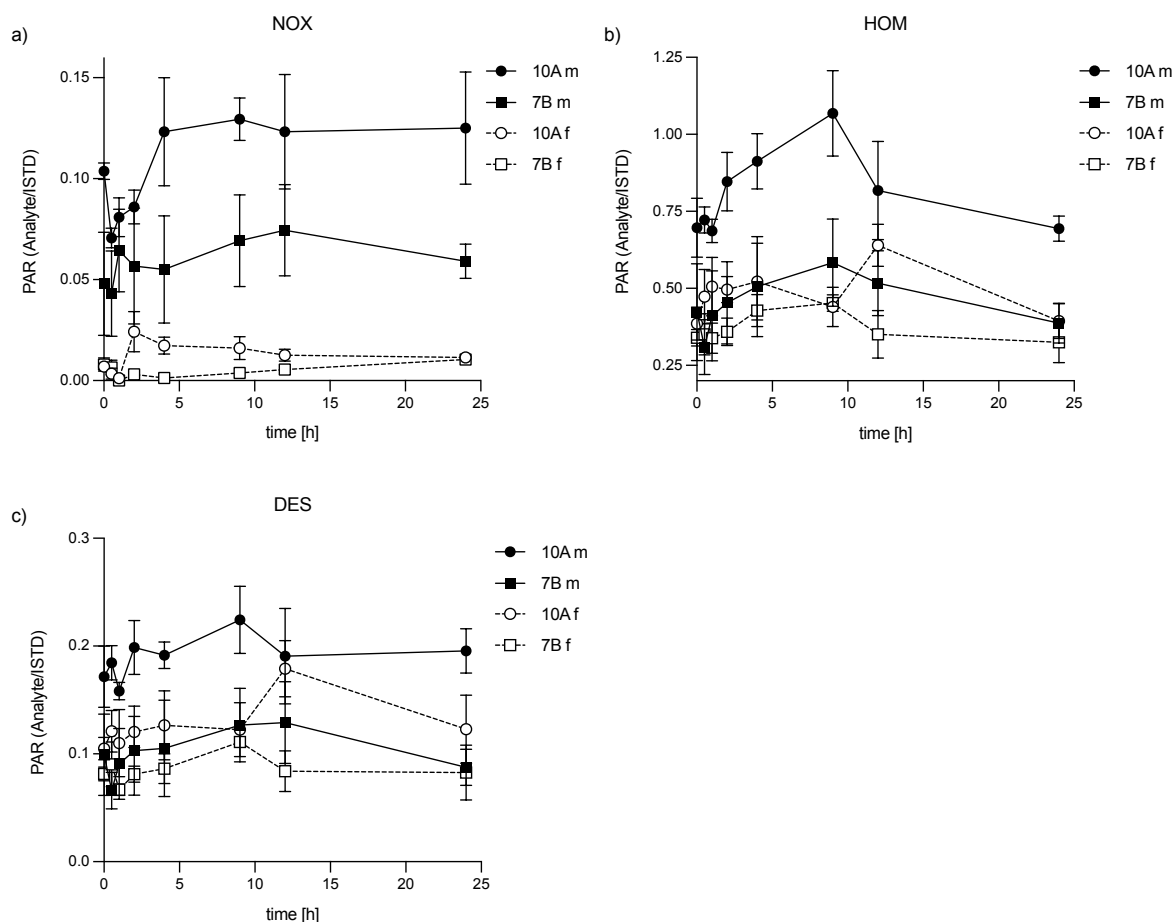 a)
NOX
PAR (Analyte/ISTD)
0.15
0.10
0.05
0.00
0 5 10 15 20 25
time [h]
10A m
7B m
10A f
7B f
b)
HOM
PAR (Analyte/ISTD)
1.25
1.00
0.75
0.50
0.25
0 5 10 15 20 25
time [h]
10A m
7B m
10A f
7B f
c)
DES
PAR (Analyte/ISTD)
0.3
0.2
0.1
0.0
0 5 10 15 20 25
time [h]
10A m
7B m
10A f
7B f